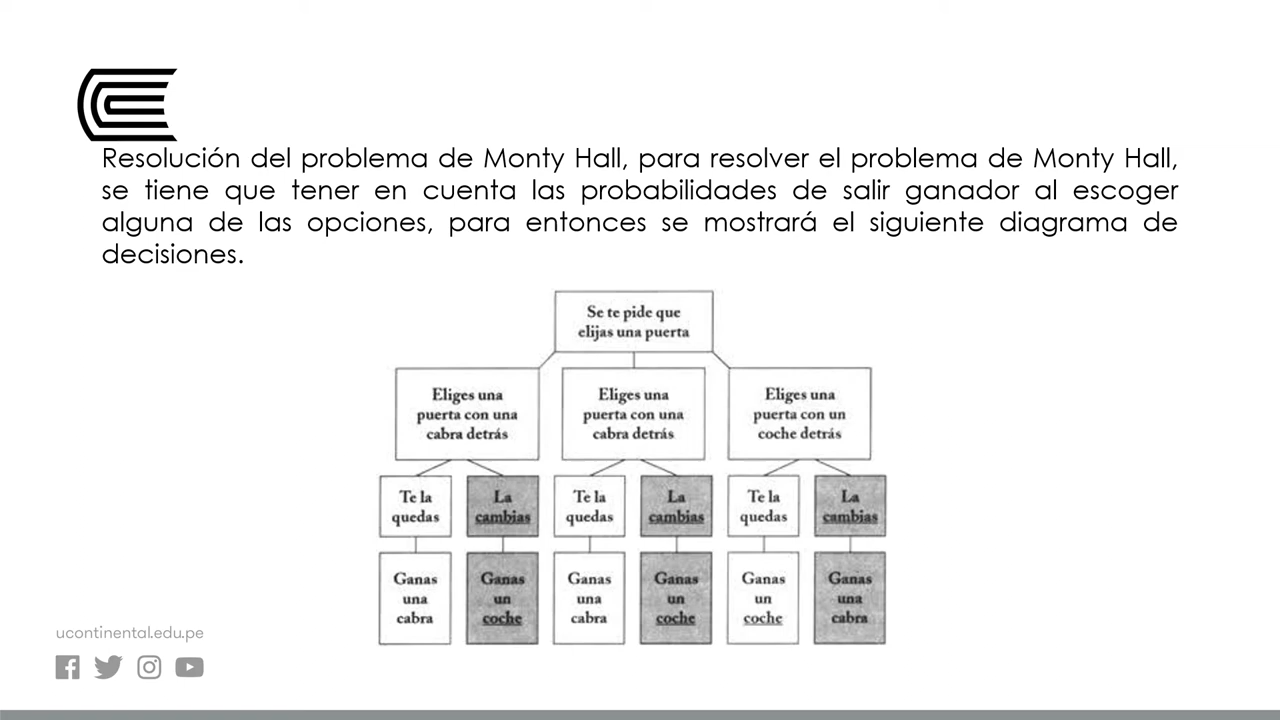 Resolución del problema de Monty Hall, para resolver el problema de Monty Hall,
se tiene que tener en cuenta las probabilidades de salir ganador al escoger
alguna de las opciones, para entonces se mostrará el siguiente diagrama de
decisiones.
Se te pide que
elijas una puerta
Eliges una
puerta con una
cabra detrás
Eliges una
puerta con una
cabra detrás
Eliges una
puerta con un
coche detrás
Te la
quedas
La
cambias
Te la
quedas
La
cambias
Te la
quedas
La
cambias
Ganas
una
cabra
Ganas
un
coche
Ganas
una
cabra
Ganas
un
coche
Ganas
un
coche
Ganas
una
cabra
ucontinental.edu.pe